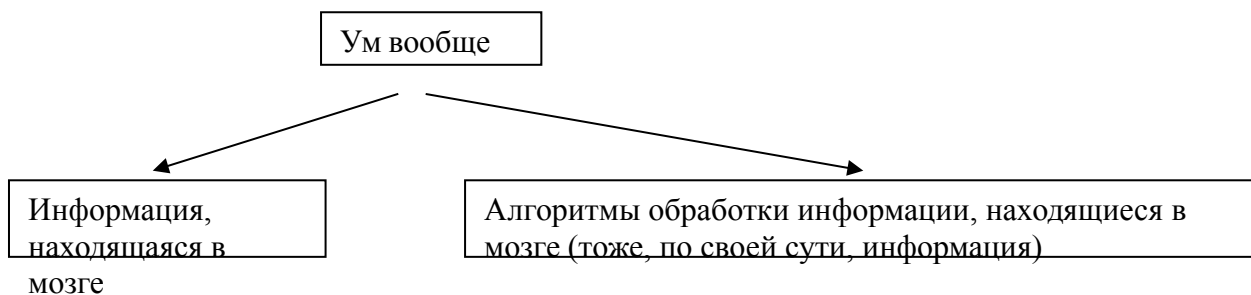 Ум вообще
Информация,
находящаяся в
мозге
Алгоритмы обработки информации, находящиеся в
мозге (тоже, по своей сути, информация)